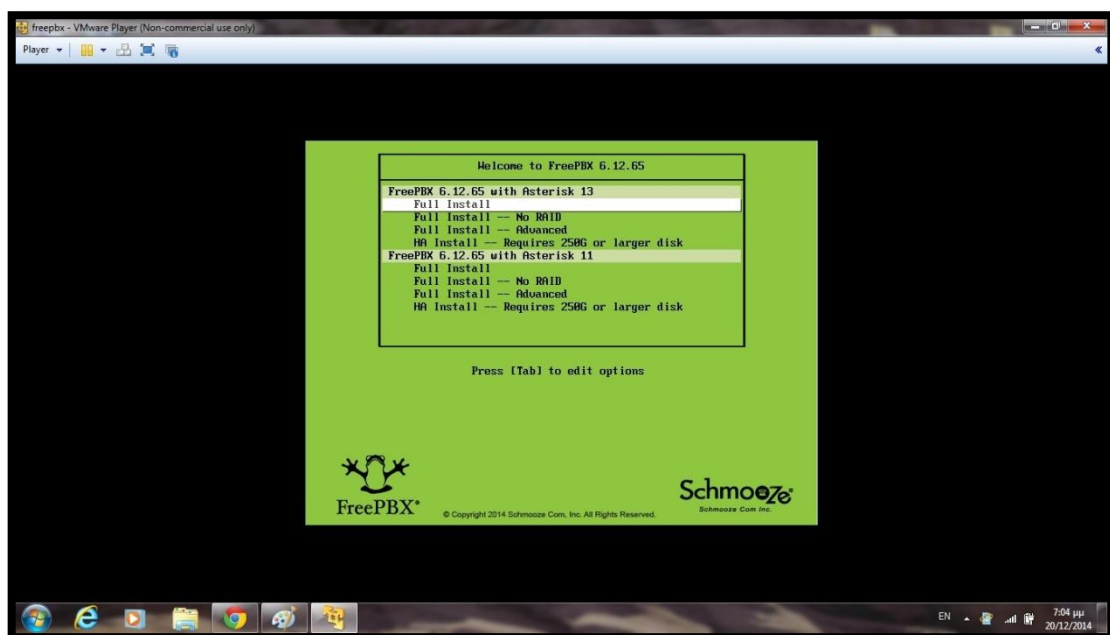 freepbx - VMware Player (Non-commercial use only)
Player
Welcome to FreePBX 6.12.65
FreePBX 6.12.65 with Asterisk 13
Full Install
Full Install -- No RAID
Full Install -- Advanced
HA Install -- Requires 250G or larger disk
FreePBX 6.12.65 with Asterisk 11
Full Install
Full Install -- No RAID
Full Install -- Advanced
HA Install -- Requires 250G or larger disk
Press [Tab] to edit options
FreePBX®
© Copyright 2014 Schmooze Com, Inc. All Rights Reserved.
Schmooze®
Schmooze Com Inc.
EN
7:04 μμ
20/12/2014